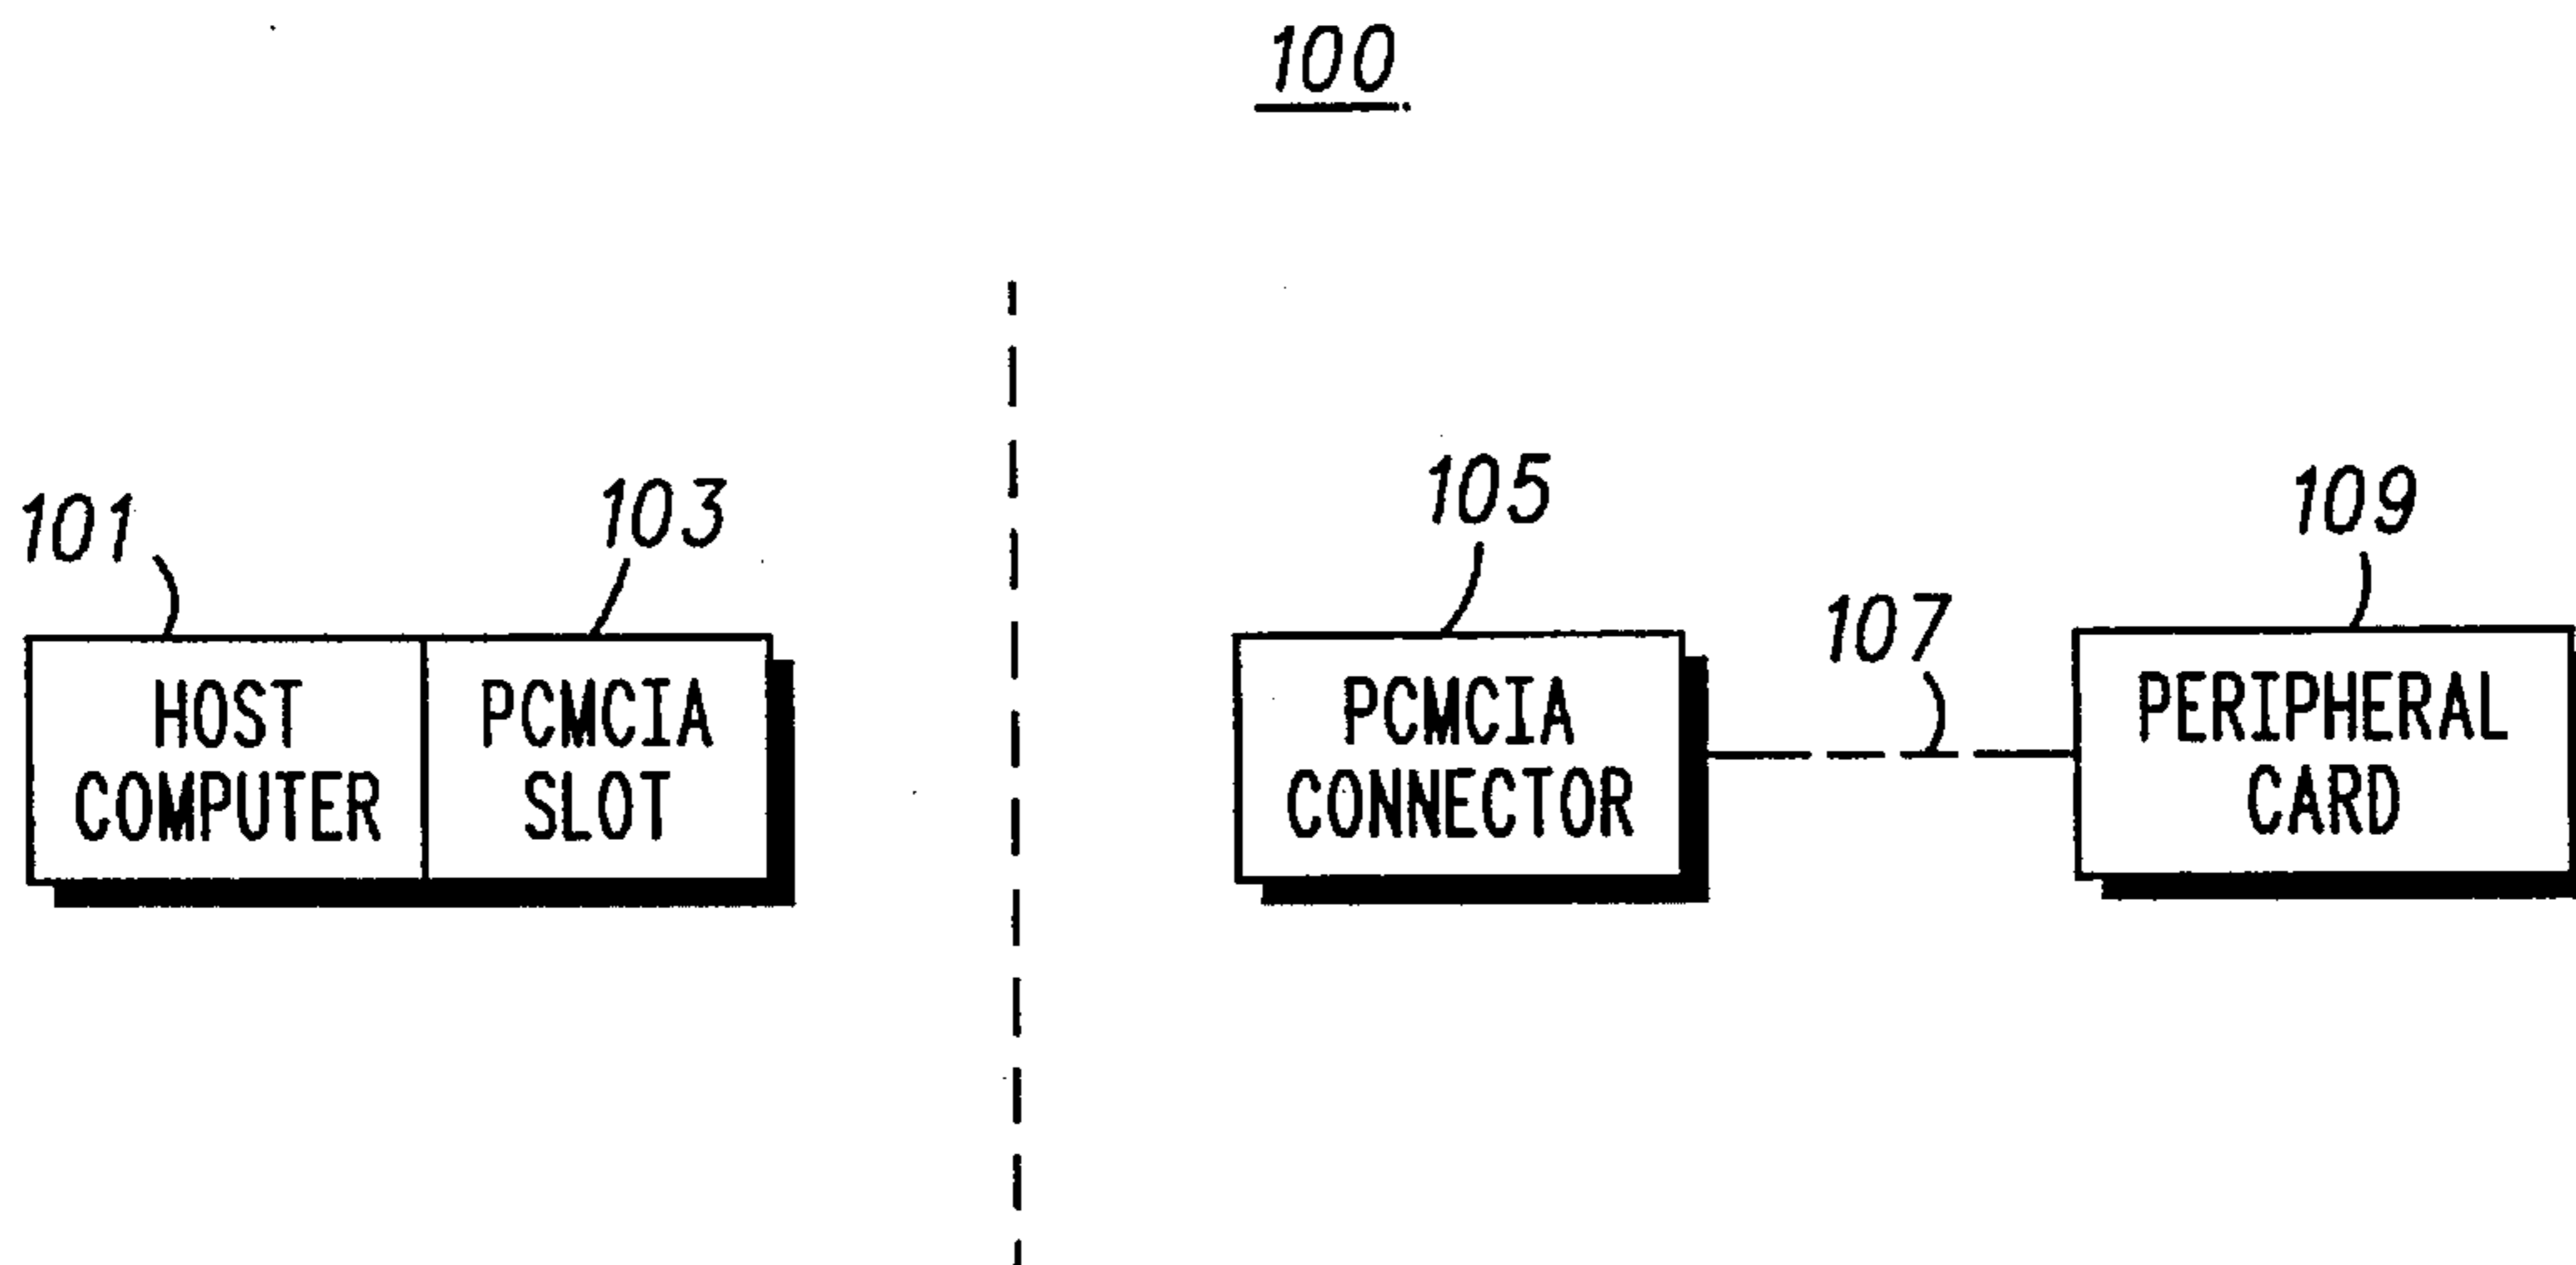 100
101
103
105
107
109
HOST
COMPUTER
PCMCIA
SLOT
PCMCIA
CONNECTOR
PERIPHERAL
CARD